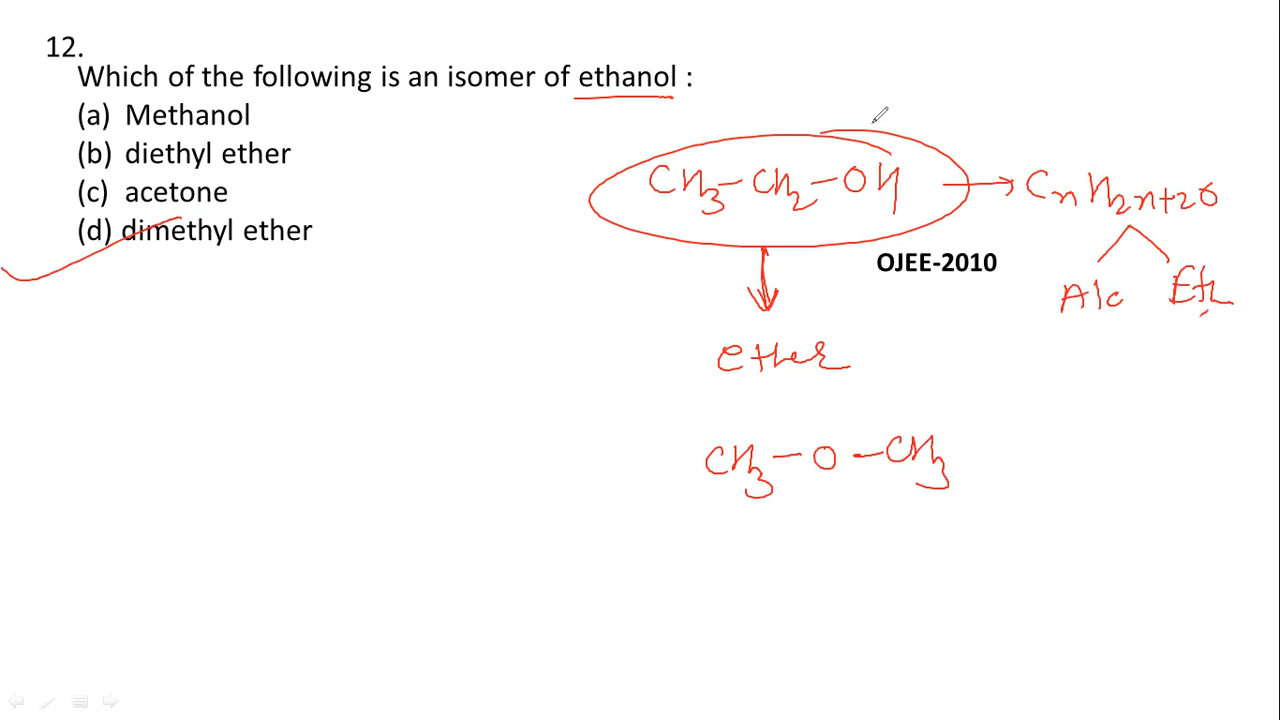 12.
Which of the following is an isomer of ethanol :
(a) Methanol
(b) diethyl ether
(c) acetone
(d) dimethyl ether
CH3-CH2-OH → CnH2n+2O
OJEE-2010
Alc Eth
ether
CH3-O-CH3